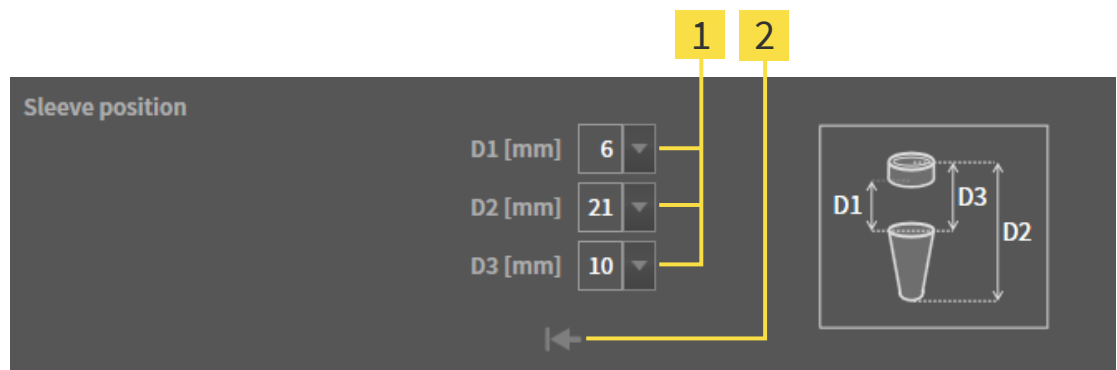 1 2
Sleeve position
D1 [mm] 6
D2 [mm] 21
D3 [mm] 10
D1 D3
D2